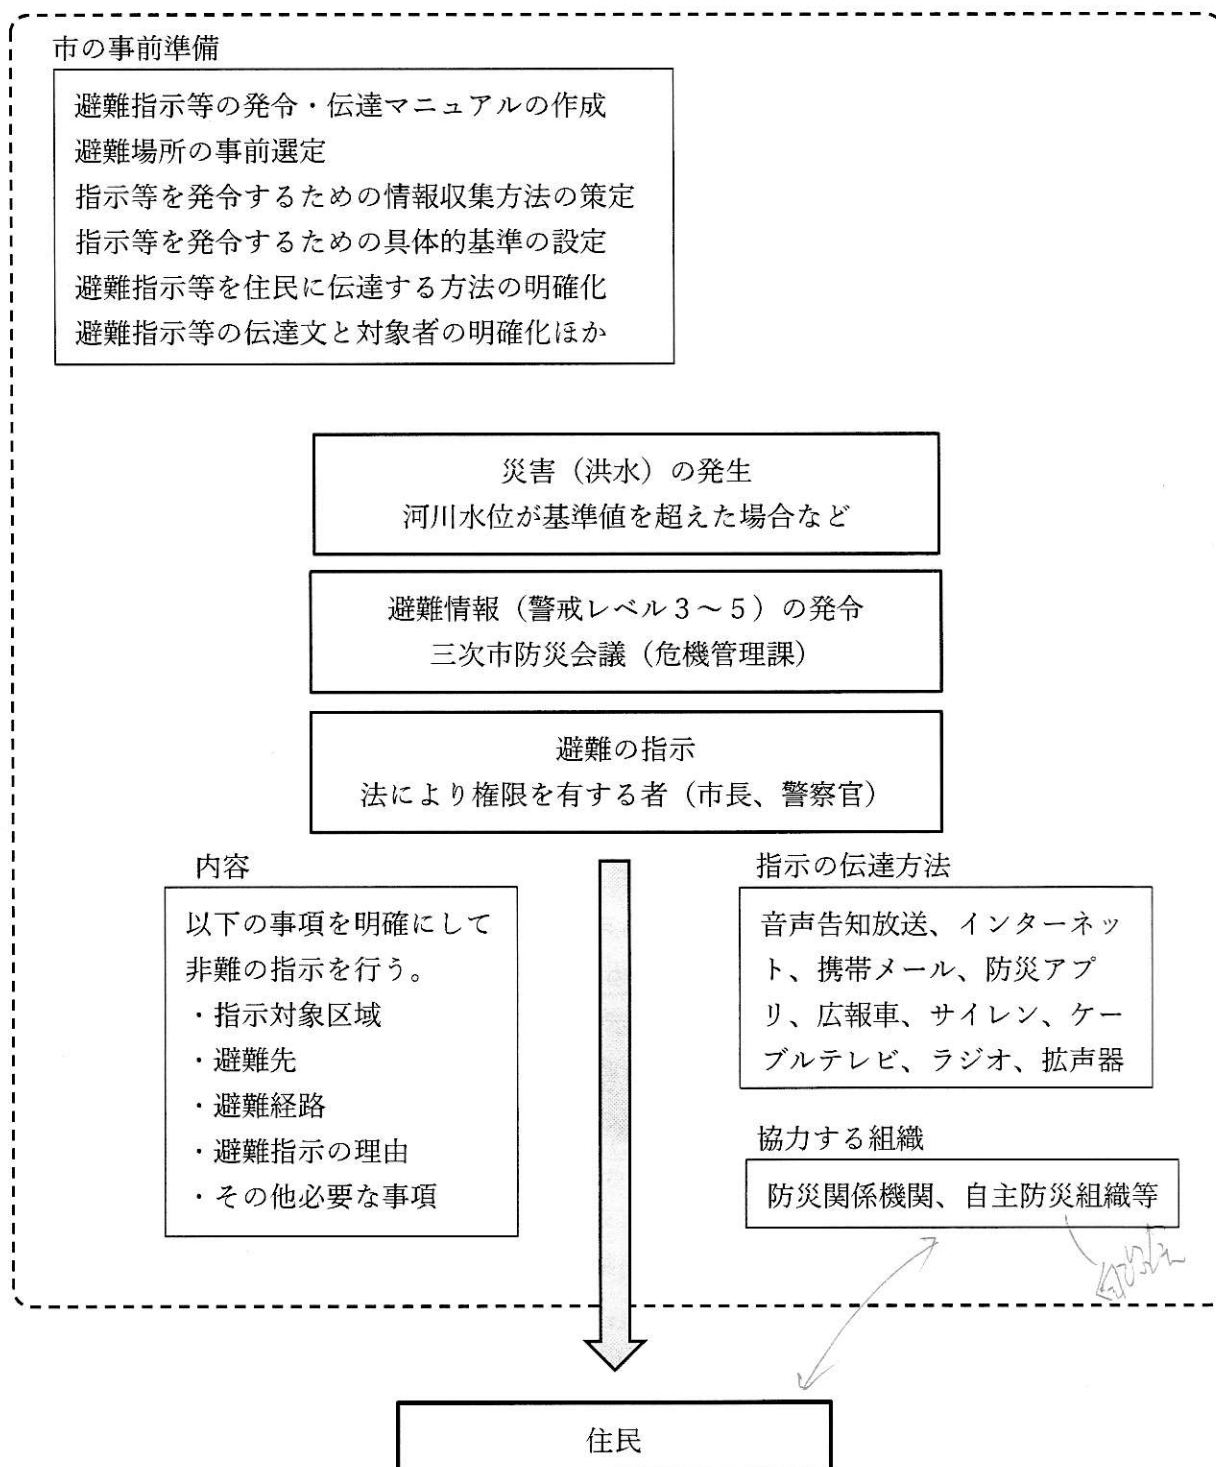 市の事前準備
避難指示等の発令・伝達マニュアルの作成
避難場所の事前選定
指示等を発令するための情報収集方法の策定
指示等を発令するための具体的基準の設定
避難指示等を住民に伝達する方法の明確化
避難指示等の伝達文と対象者の明確化ほか
災害（洪水）の発生
河川水位が基準値を超えた場合など
避難情報（警戒レベル３～５）の発令
三次市防災会議（危機管理課）
避難の指示
法により権限を有する者（市長、警察官）
内容
以下の事項を明確にして
非難の指示を行う。
・指示対象区域
・避難先
・避難経路
・避難指示の理由
・その他必要な事項
指示の伝達方法
音声告知放送、インターネッ
ト、携帯メール、防災アプ
リ、広報車、サイレン、ケー
ブルテレビ、ラジオ、拡声器
協力する組織
防災関係機関、自主防災組織等
住民